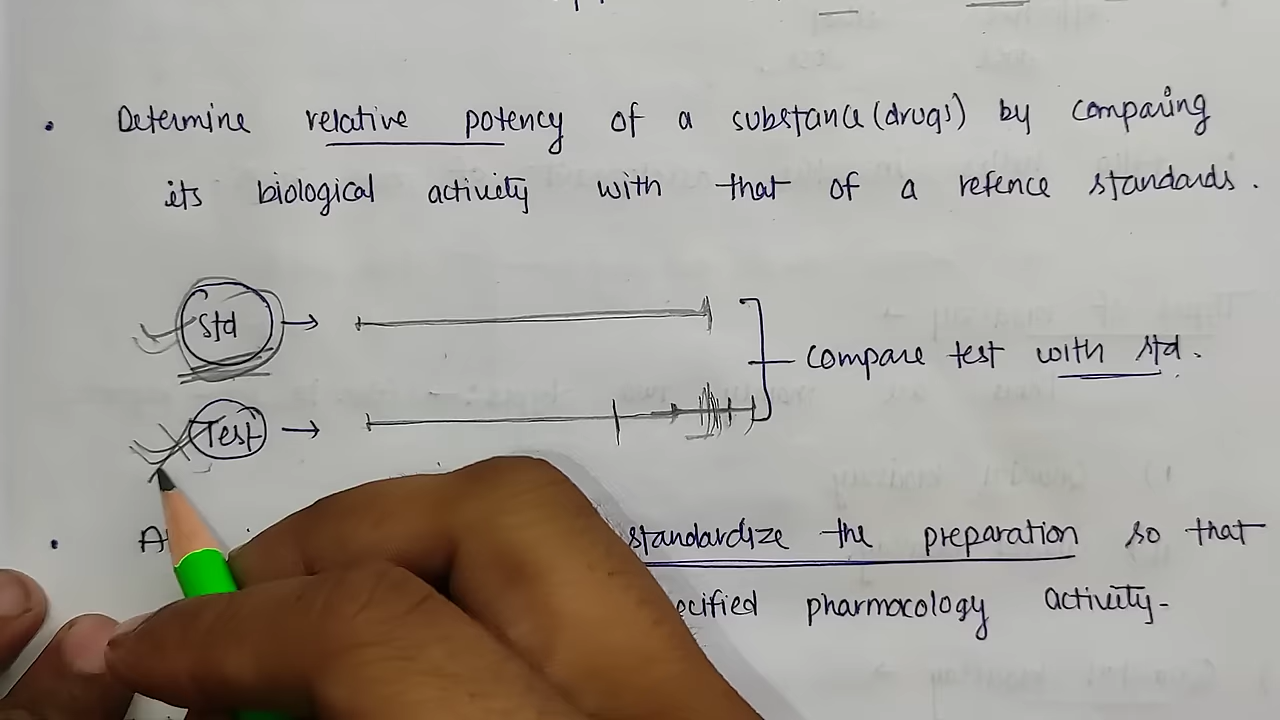 • Determine relative potency of a substance (drugs) by comparing
its biological activity with that of a refence standards.
Std →
compare test with std.
Test →
• standardize the preparation so that
pharmacology activity-